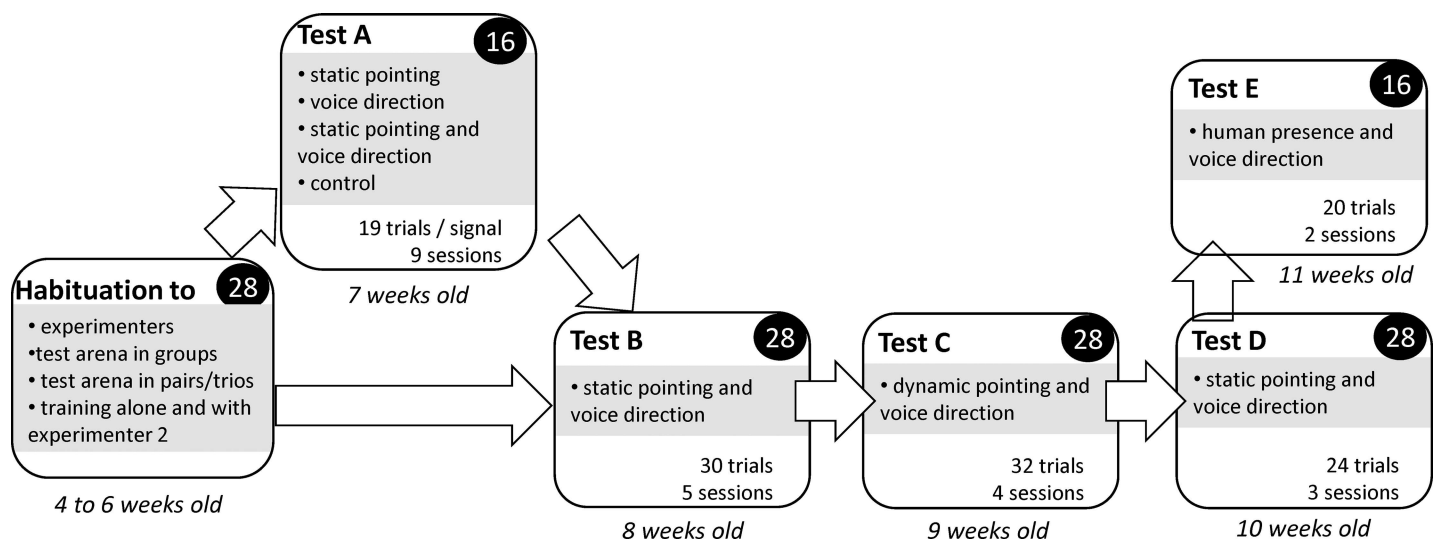 Habituation to
28
• experimenters
•test arena in groups
• test arena in pairs/trios
• training alone and with
experimenter 2
4 to 6 weeks old
Test A
16
• static pointing
• voice direction
• static pointing and
voice direction
• control
19 trials / signal
9 sessions
7 weeks old
Test B
28
• static pointing and
voice direction
30 trials
5 sessions
8 weeks old
Test C
28
• dynamic pointing and
voice direction
32 trials
4 sessions
9 weeks old
Test D
28
• static pointing and
voice direction
24 trials
3 sessions
10 weeks old
Test E
16
• human presence and
voice direction
20 trials
2 sessions
11 weeks old